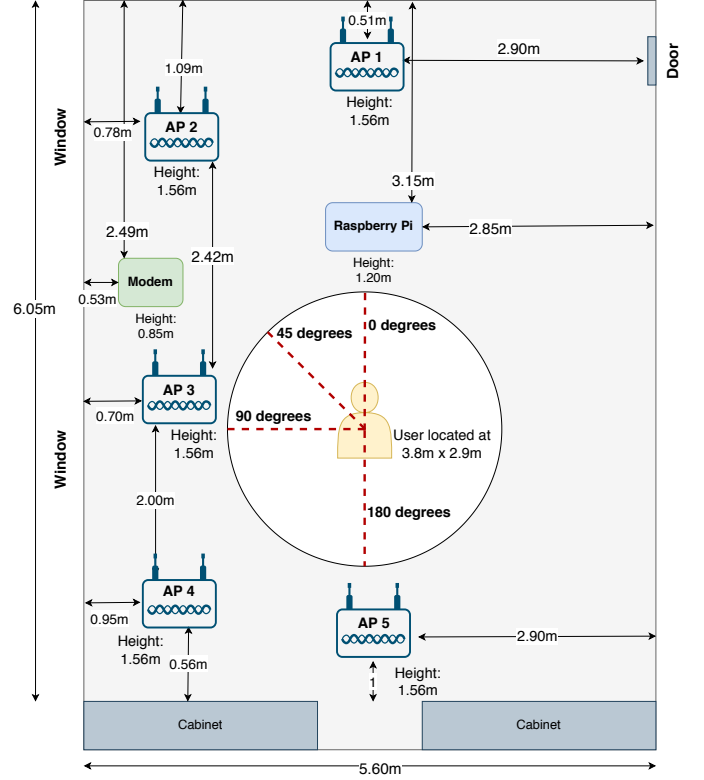 0.51m
AP 1
2.90m
Door
Height:
1.56m
1.09m
AP 2
Window
0.78m
Height:
1.56m
3.15m
Raspberry Pi
2.85m
2.49m
2.42m
Height:
1.20m
Modem
0.53m
6.05m
Height:
0.85m
45 degrees
0 degrees
AP 3
0.70m
90 degrees
User located at
3.8m x 2.9m
Height:
1.56m
Window
2.00m
180 degrees
AP 4
0.95m
Height:
1.56m
0.56m
AP 5
2.90m
1
Height:
1.56m
Cabinet
Cabinet
5.60m